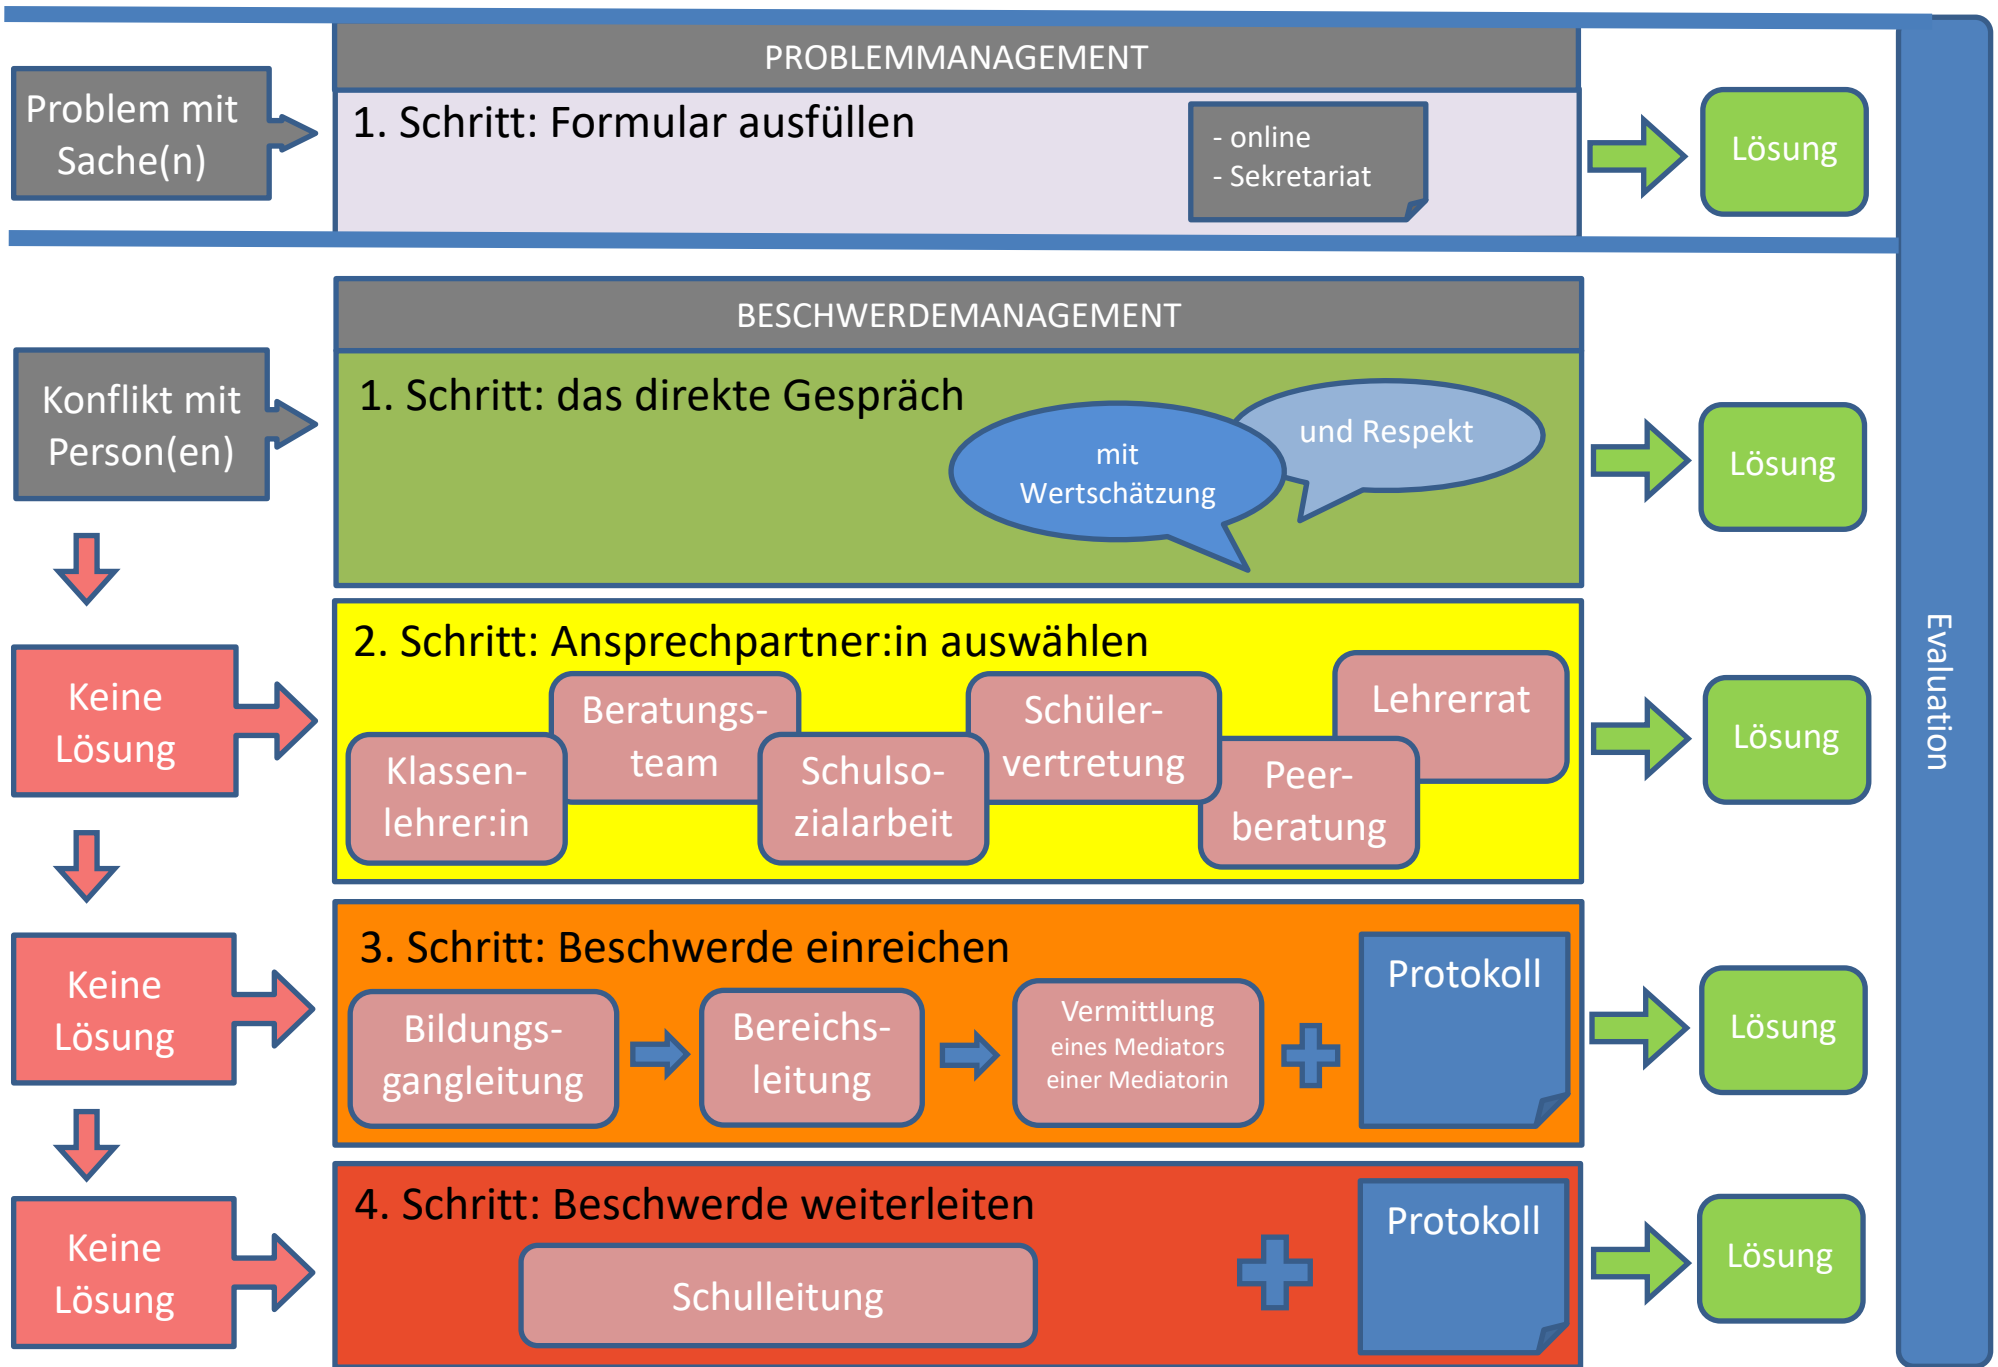 PROBLEMMANAGEMENT
Problem mit
Sache(n)
1. Schritt: Formular ausfüllen
- online
- Sekretariat
Lösung
BESCHWERDEMANAGEMENT
Konflikt mit
Person(en)
1. Schritt: das direkte Gespräch
mit
Wertschätzung
und Respekt
Lösung
Keine
Lösung
2. Schritt: Ansprechpartner:in auswählen
Klassen-
lehrer:in
Beratungs-
team
Schulso-
zialarbeit
Schüler-
vertretung
Peer-
beratung
Lehrerrat
Lösung
Keine
Lösung
3. Schritt: Beschwerde einreichen
Bildungs-
gangleitung
Bereichs-
leitung
Vermittlung
eines Mediators
einer Mediatorin
Protokoll
Lösung
Keine
Lösung
4. Schritt: Beschwerde weiterleiten
Schulleitung
Protokoll
Lösung
Evaluation